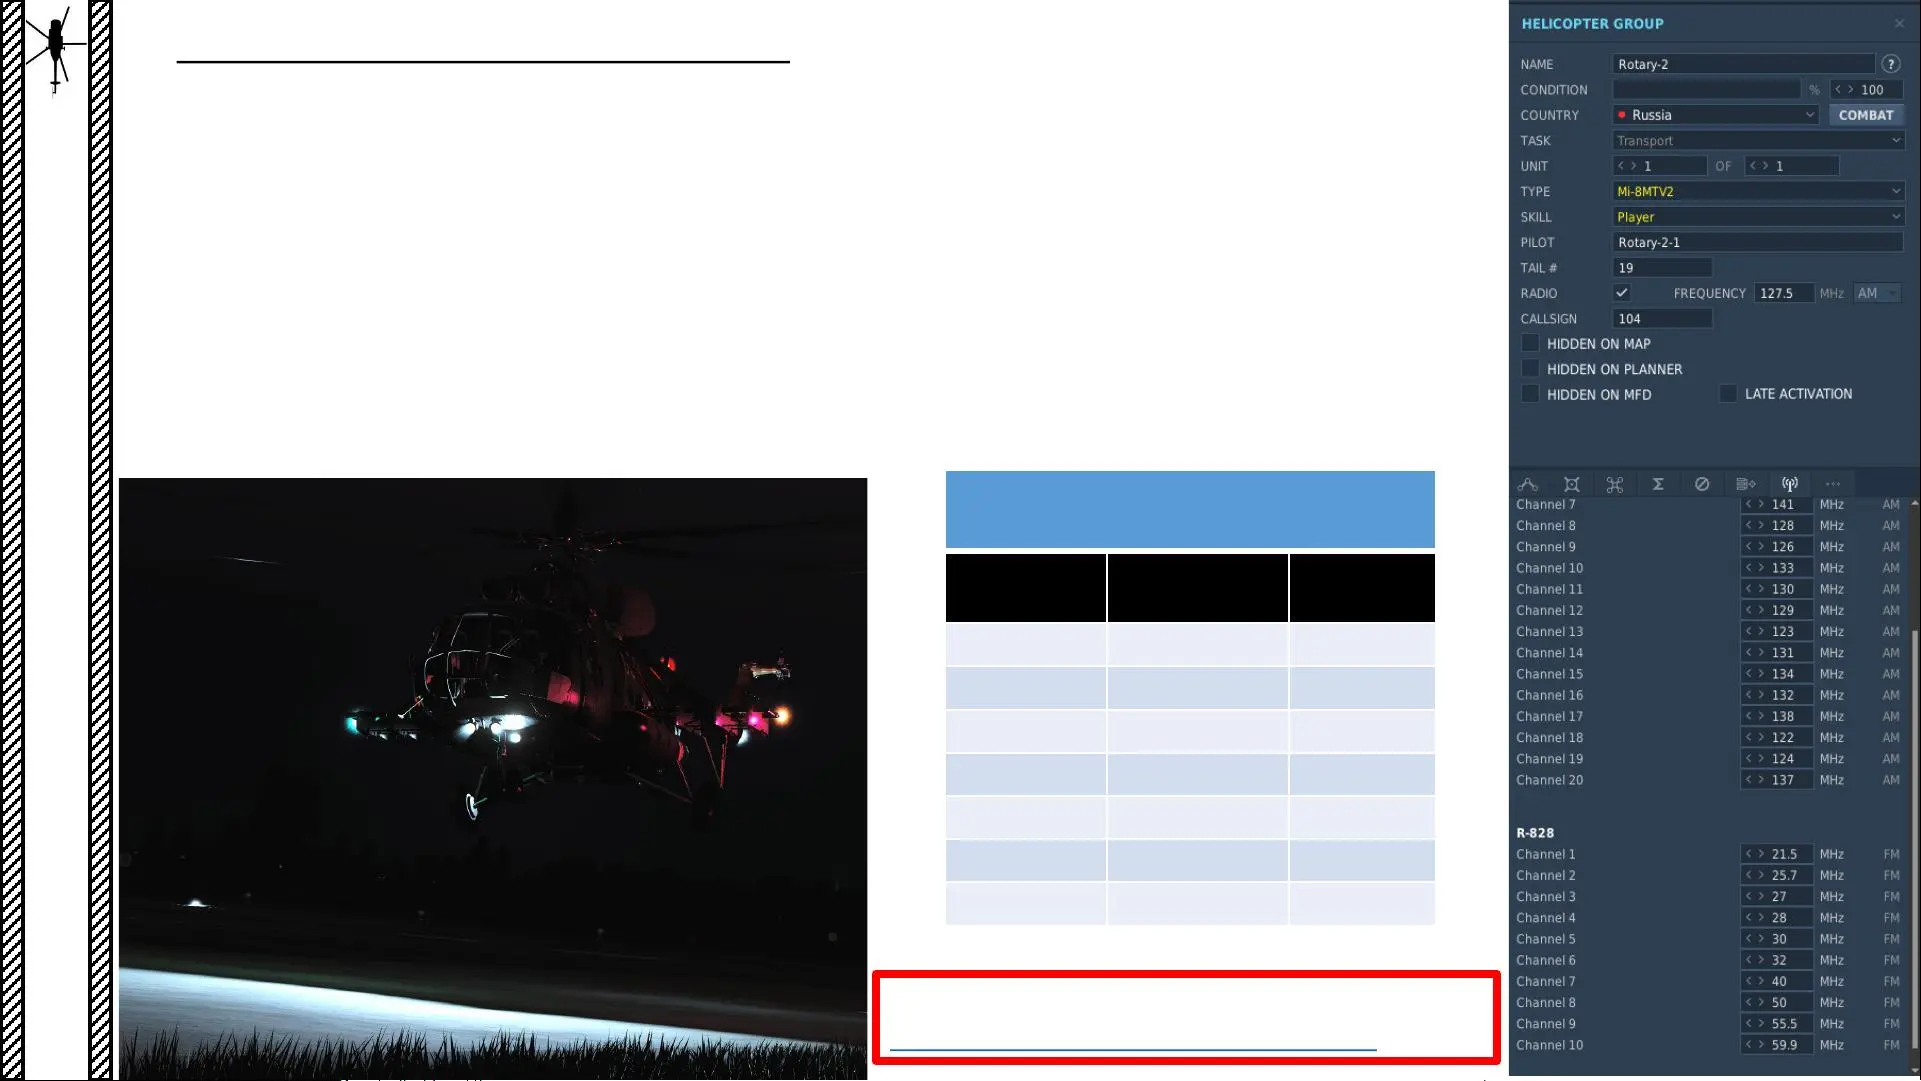 HELICOPTER GROUP
NAME Rotary-2 ?
CONDITION % < > 100
COUNTRY Russia COMBAT
TASK Transport
UNIT < > 1 OF < > 1
TYPE Mi-8MTV2
SKILL Player
PILOT Rotary-2-1
TAIL # 19
RADIO FREQUENCY 127.5 MHz AM
CALLSIGN 104
HIDDEN ON MAP
HIDDEN ON PLANNER
HIDDEN ON MFD LATE ACTIVATION
Channel 7 < > 141 MHz AM
Channel 8 < > 128 MHz AM
Channel 9 < > 126 MHz AM
Channel 10 < > 133 MHz AM
Channel 11 < > 130 MHz AM
Channel 12 < > 129 MHz AM
Channel 13 < > 123 MHz AM
Channel 14 < > 131 MHz AM
Channel 15 < > 134 MHz AM
Channel 16 < > 132 MHz AM
Channel 17 < > 138 MHz AM
Channel 18 < > 122 MHz AM
Channel 19 < > 124 MHz AM
Channel 20 < > 137 MHz AM
R-828
Channel 1 < > 21.5 MHz FM
Channel 2 < > 25.7 MHz FM
Channel 3 < > 27 MHz FM
Channel 4 < > 28 MHz FM
Channel 5 < > 30 MHz FM
Channel 6 < > 32 MHz FM
Channel 7 < > 40 MHz FM
Channel 8 < > 50 MHz FM
Channel 9 < > 55.5 MHz FM
Channel 10 < > 59.9 MHz FM